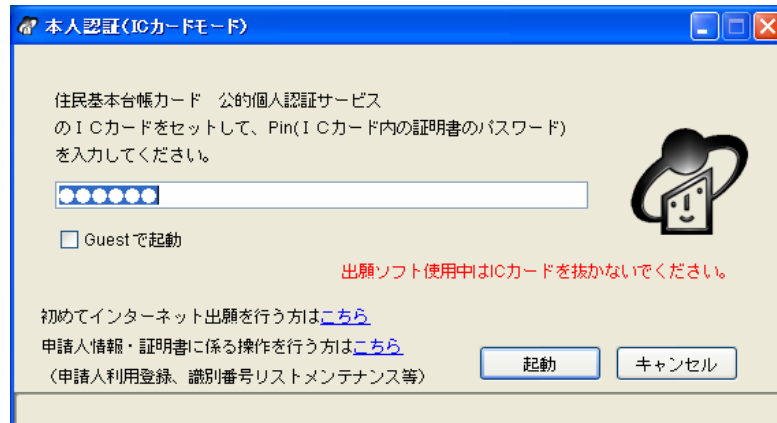 本人認証(ICカードモード)
住民基本台帳カード　公的個人認証サービス
のＩＣカードをセットして、Pin(ＩＣカード内の証明書のパスワード)
を入力してください。
●●●●●●
Guestで起動
出願ソフト使用中はICカードを抜かないでください。
初めてインターネット出願を行う方はこちら
申請人情報・証明書に係る操作を行う方はこちら
（申請人利用登録、識別番号リストメンテナンス等）
起動
キャンセル